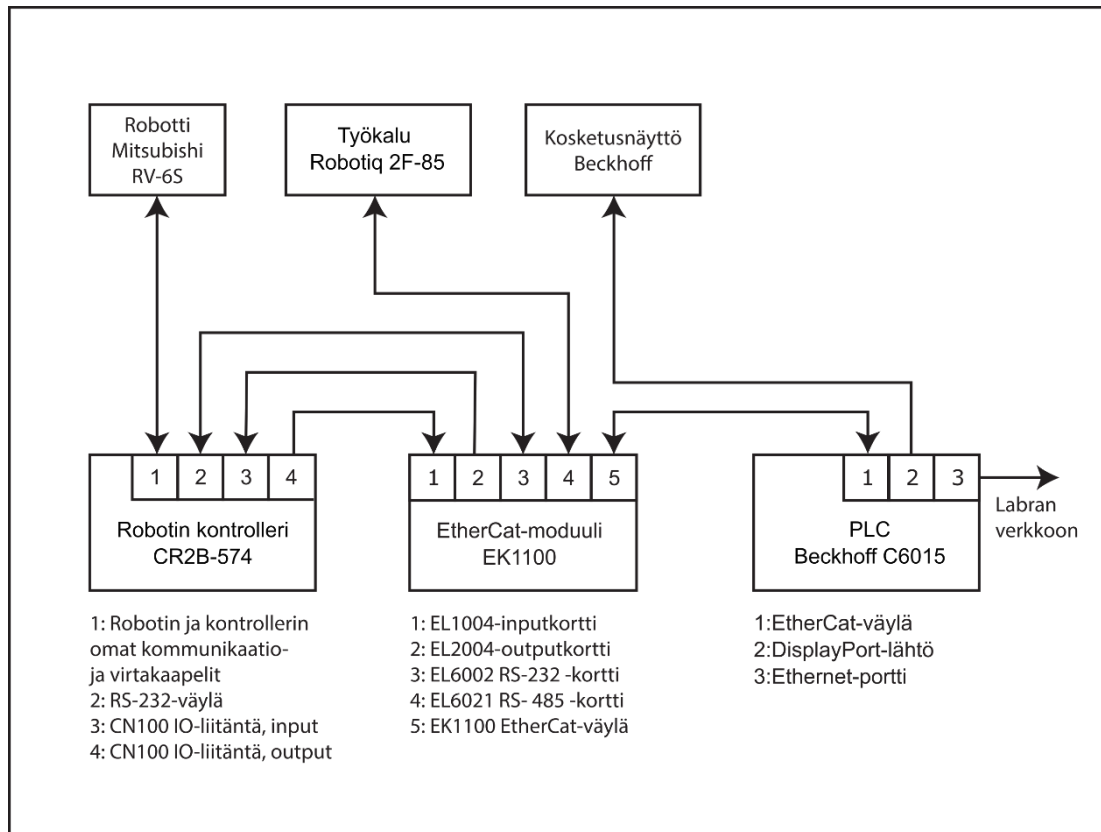 Robotti
Mitsubishi
RV-6S
Työkalu
Robotiq 2F-85
Kosketusnäyttö
Beckhoff
1 2 3 4
Robotin kontrolleri
CR2B-574
1 2 3 4 5
EtherCat-moduuli
EK1100
1 2 3
PLC
Beckhoff C6015
Labran
verkkoon
1: Robotin ja kontrollerin
omat kommunikaatio-
ja virtakaapelit
2: RS-232-väylä
3: CN100 IO-liitäntä, input
4: CN100 IO-liitäntä, output
1: EL1004-inputkortti
2: EL2004-outputkortti
3: EL6002 RS-232 -kortti
4: EL6021 RS- 485 -kortti
5: EK1100 EtherCat-väylä
1:EtherCat-väylä
2:DisplayPort-lähtö
3:Ethernet-portti